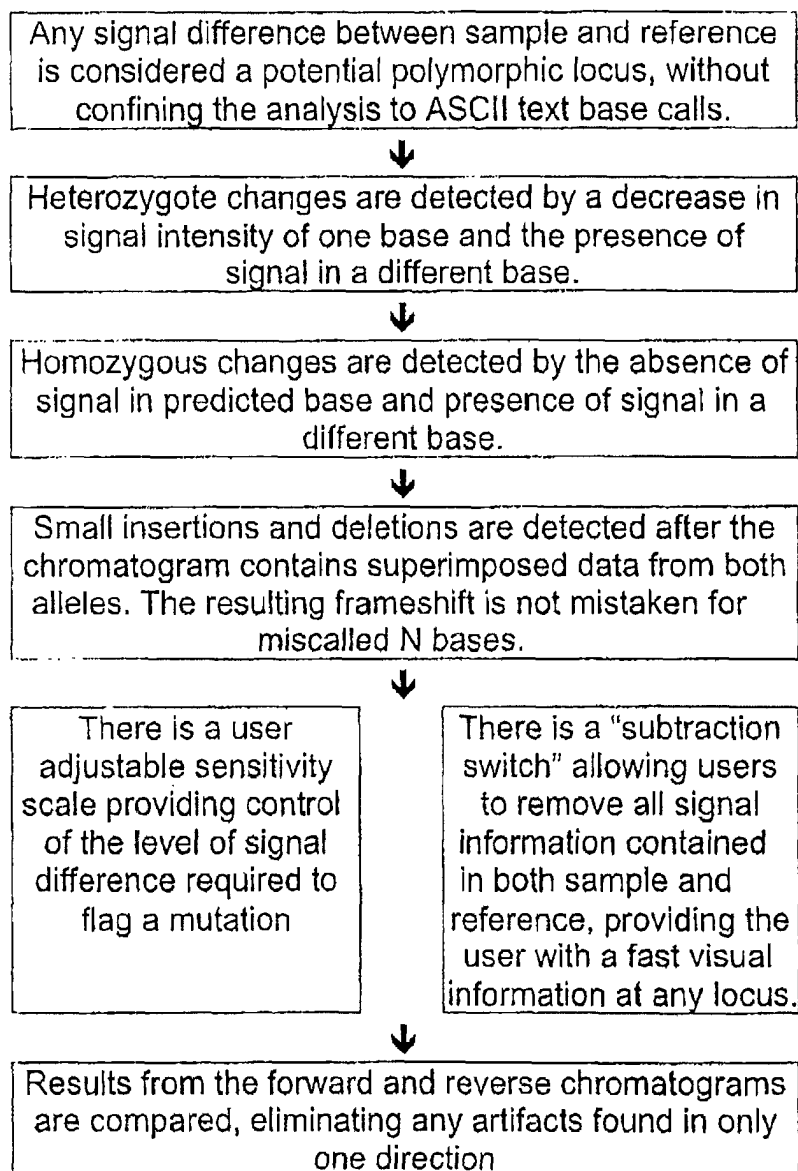 Any signal difference between sample and reference
is considered a potential polymorphic locus, without
confining the analysis to ASCII text base calls.
Heterozygote changes are detected by a decrease in
signal intensity of one base and the presence of
signal in a different base.
Homozygous changes are detected by the absence of
signal in predicted base and presence of signal in a
different base.
Small insertions and deletions are detected after the
chromatogram contains superimposed data from both
alleles. The resulting frameshift is not mistaken for
miscalled N bases.
There is a user
adjustable sensitivity
scale providing control
of the level of signal
difference required to
flag a mutation
There is a “subtraction
switch” allowing users
to remove all signal
information contained
in both sample and
reference, providing the
user with a fast visual
information at any locus.
Results from the forward and reverse chromatograms
are compared, eliminating any artifacts found in only
one direction